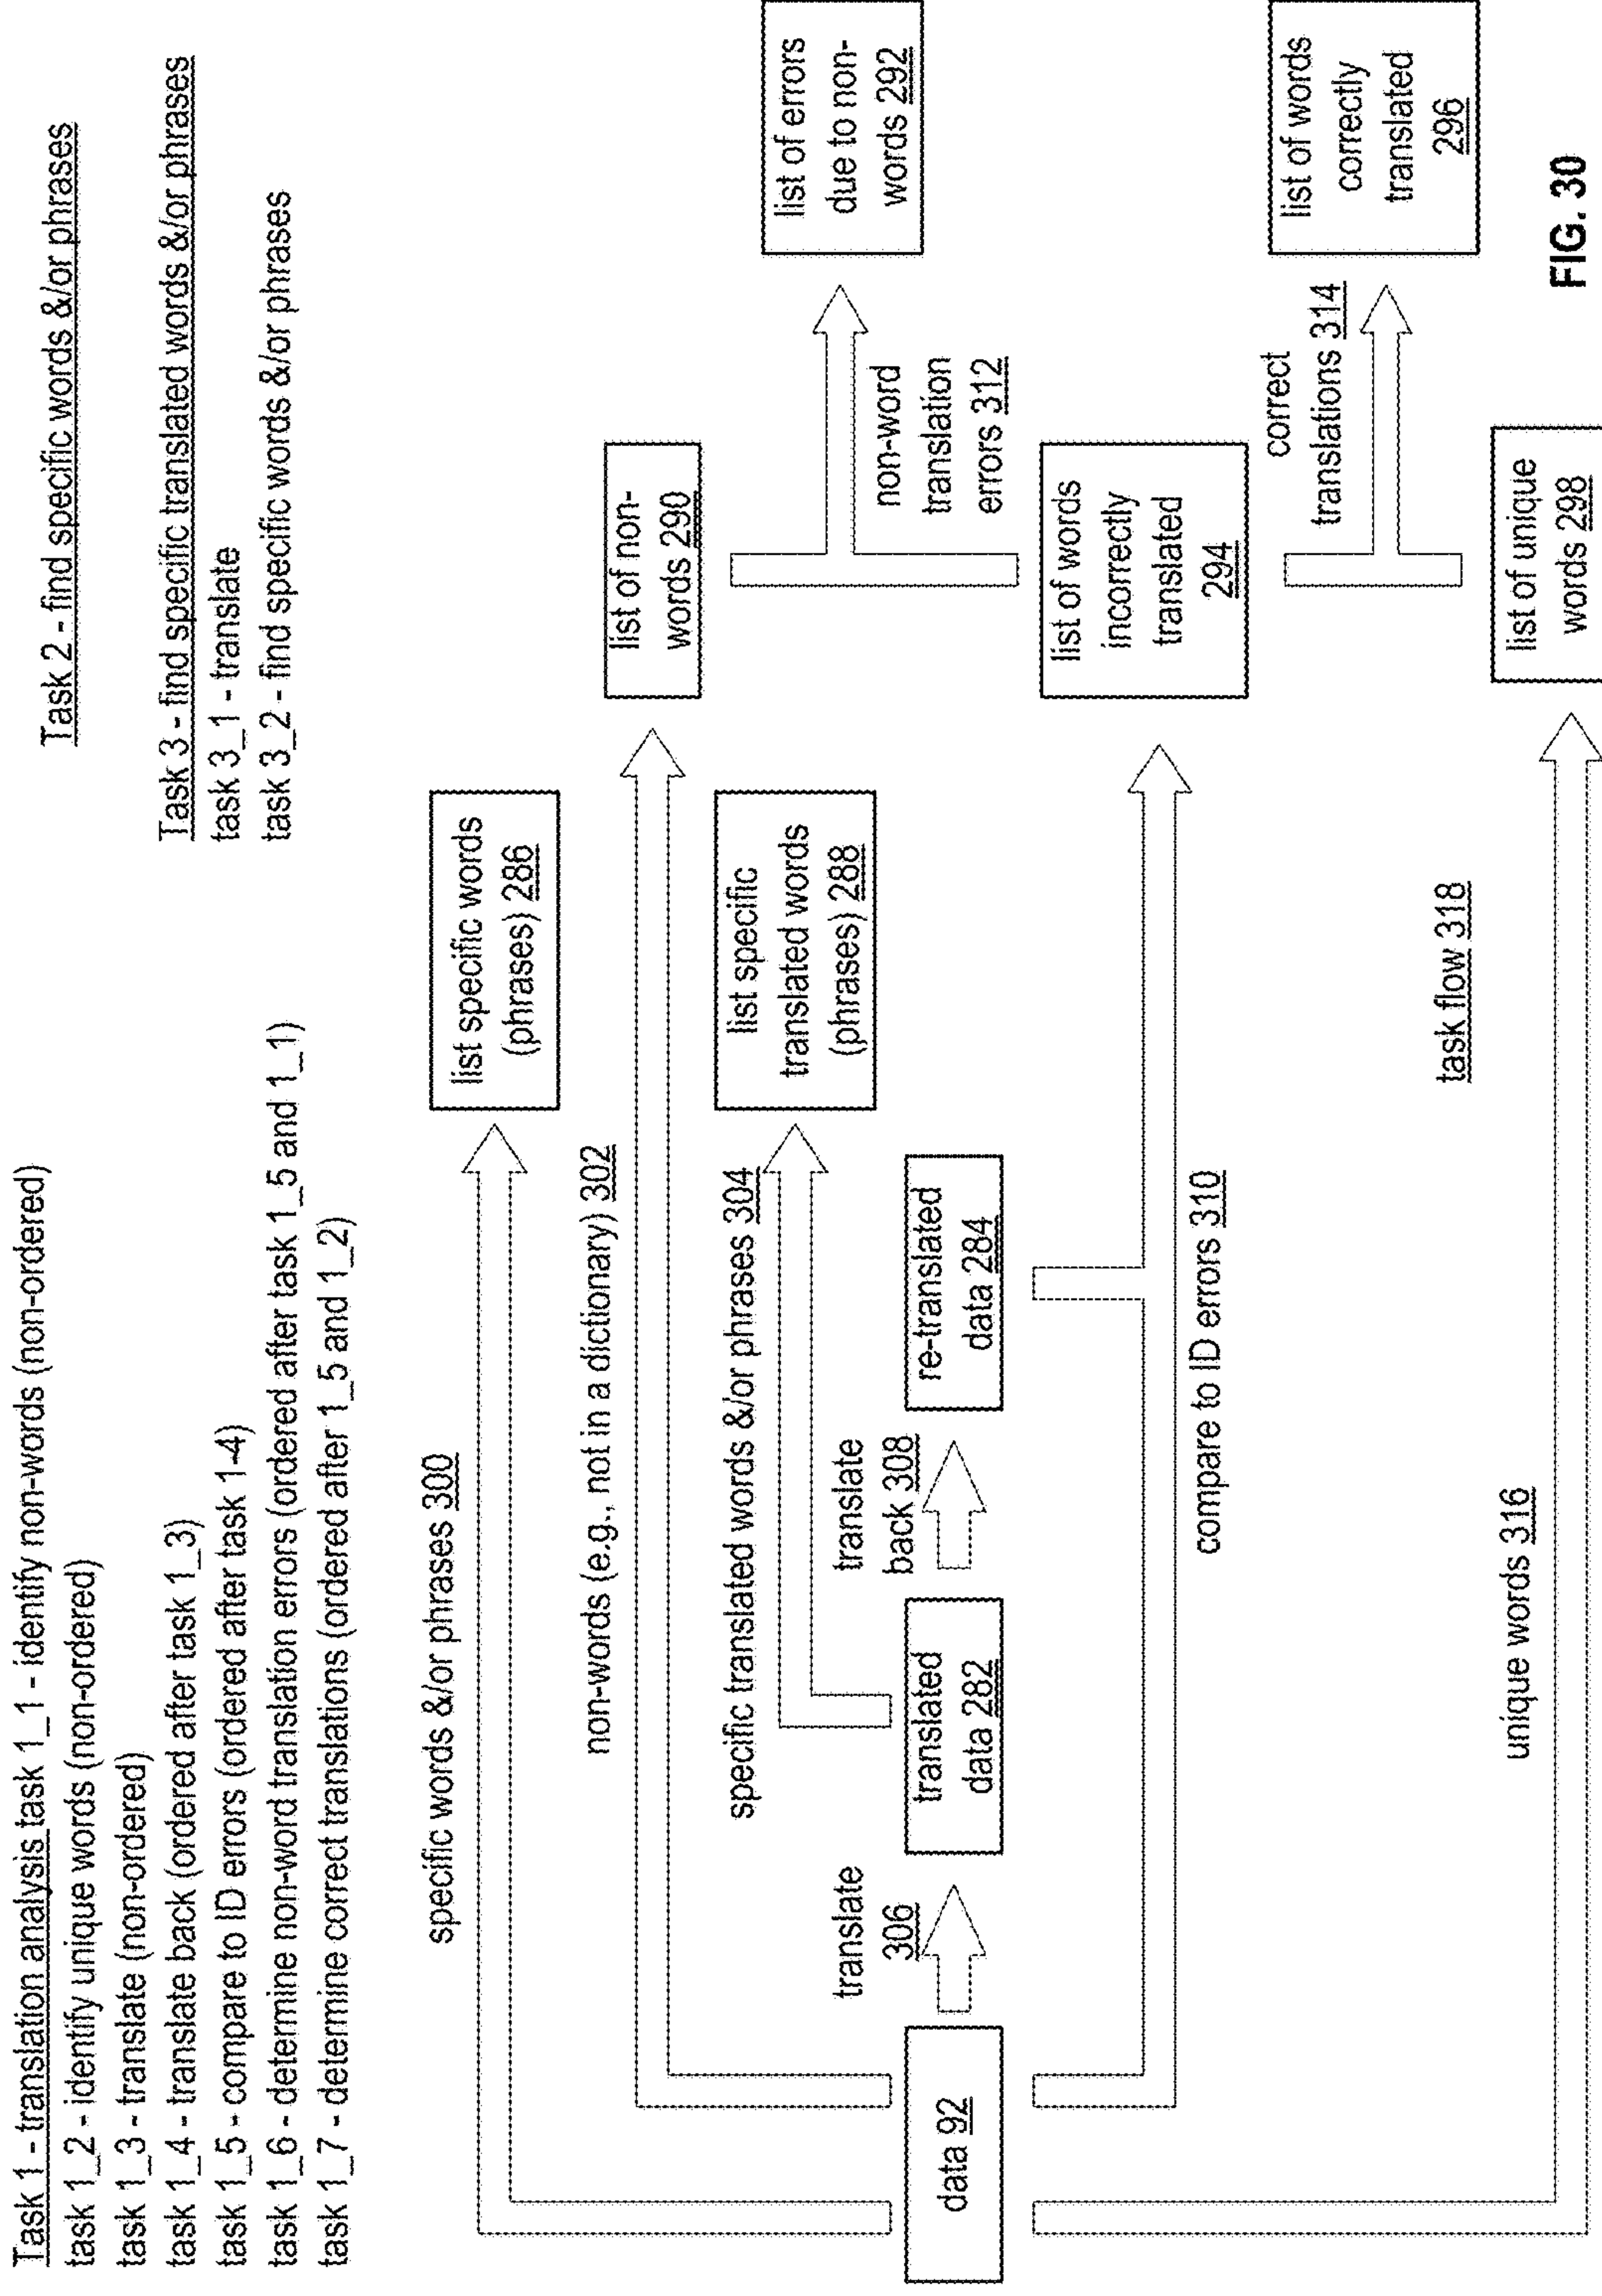 Task 1 - translation analysis task 1_1 - identify non-words (non-ordered)
task 1_2 - identify unique words (non-ordered)
task 1_3 - translate (non-ordered)
task 1_4 - translate back (ordered after task 1_3)
task 1_5 - compare to ID errors (ordered after task 1-4)
task 1_6 - determine non-word translation errors (ordered after task 1_5 and 1_1)
task 1_7 - determine correct translations (ordered after 1_5 and 1_2)
Task 2 - find specific words &/or phrases
Task 3 - find specific translated words &/or phrases
task 3_1 - translate
task 3_2 - find specific words &/or phrases
specific words &/or phrases 300
list specific words
(phrases) 286
non-words (e.g., not in a dictionary) 302
list of non-
words 290
specific translated words &/or phrases 304
list specific
translated words
(phrases) 288
list of errors
due to non-
words 292
non-word
translation
errors 312
data 92
translate
306
translated
data 282
translate
back 308
re-translated
data 284
compare to ID errors 310
list of words
incorrectly
translated
294
correct
translations 314
list of words
correctly
translated
296
task flow 318
unique words 316
list of unique
words 298
FIG. 30